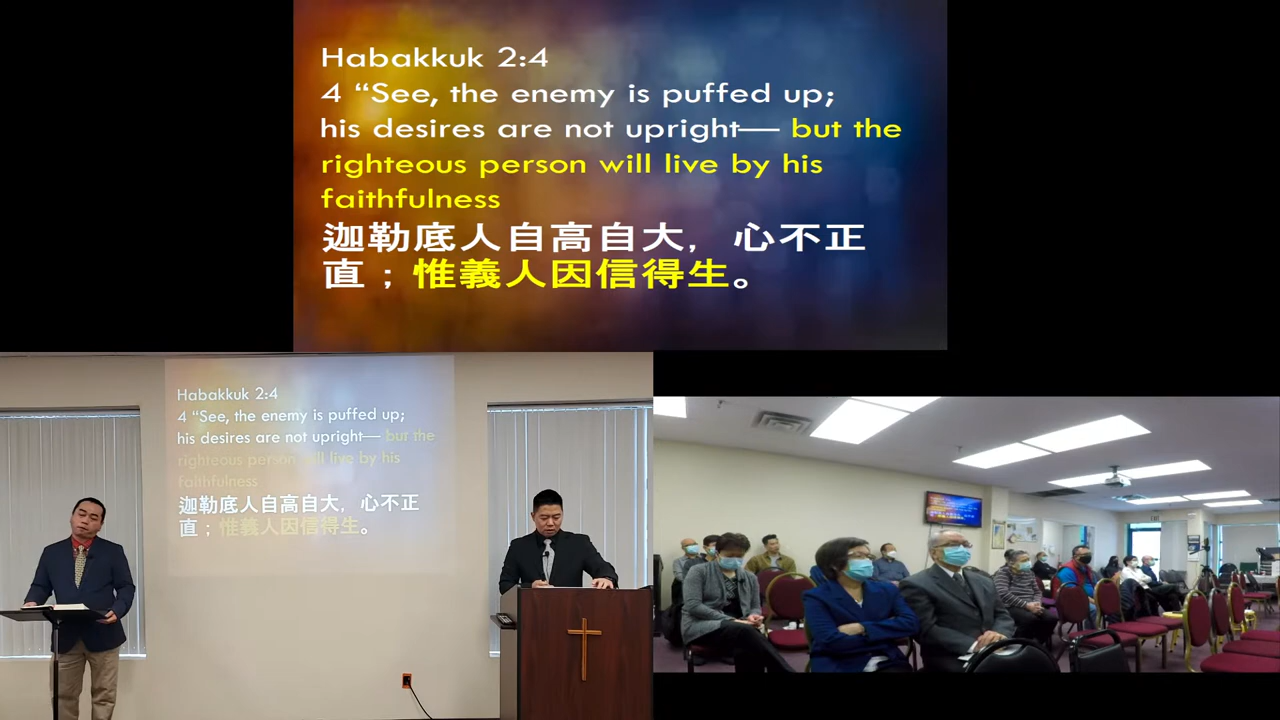 Habakkuk 2:4
4 “See, the enemy is puffed up;
his desires are not upright— but the
righteous person will live by his
faithfulness
迦勒底人自高自大，心不正
直；惟義人因信得生。
Habakkuk 2:4
4 “See, the enemy is puffed up;
his desires are not upright— but the
righteous person will live by his
faithfulness
迦勒底人自高自大，心不正
直；惟義人因信得生。